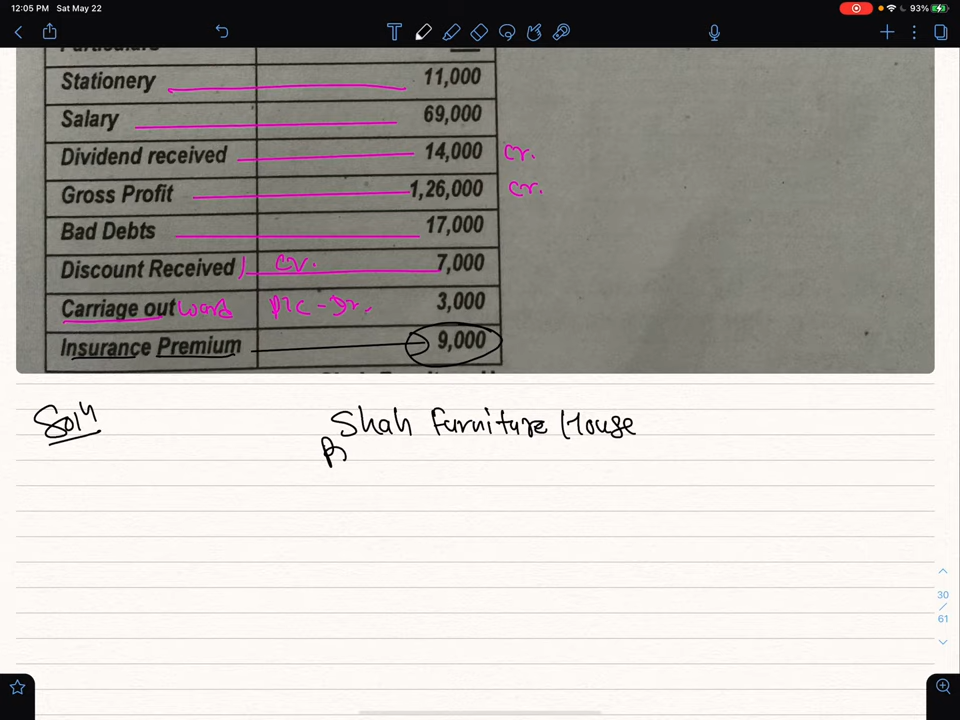 12:05 PM Sat May 22 93%
Stationery 11,000
Salary 69,000
Dividend received 14,000 cr.
Gross Profit 1,26,000 cr.
Bad Debts 17,000
Discount Received cr. 7,000
Carriage outward 3,000
Insurance Premium 9,000
Soln Shah Furniture House
30
/
61